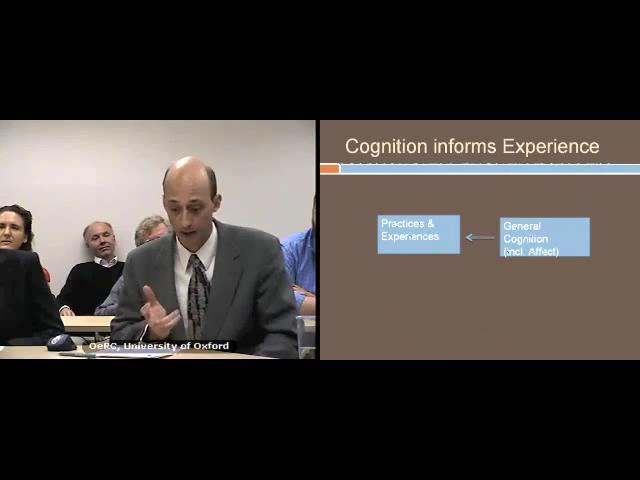 Cognition informs Experience
Practices &
Experiences
General
Cognition
(incl. Affect)
OeRC, University of Oxford